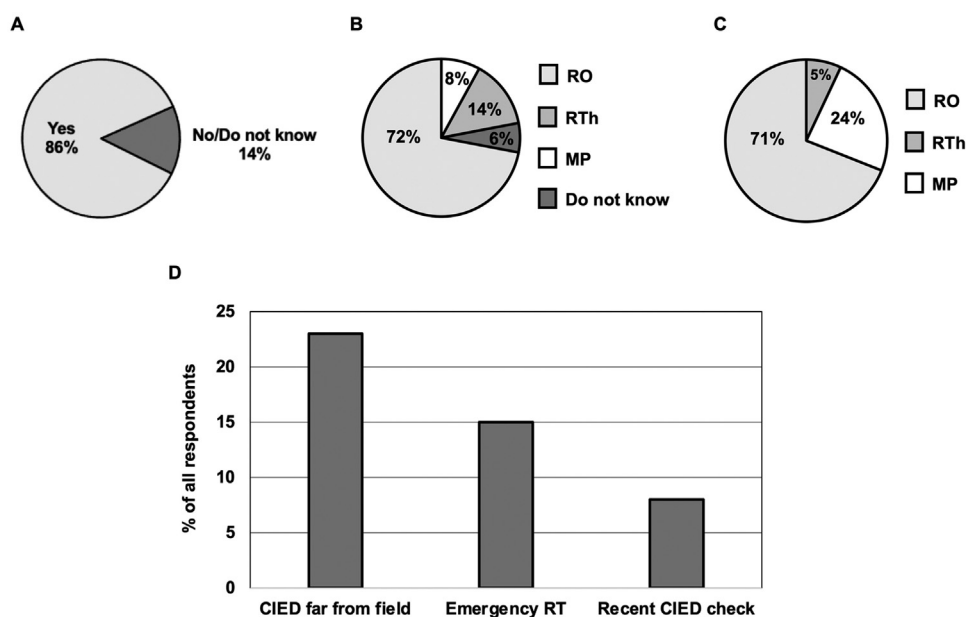 A
Yes
86%
No/Do not know
14%
B
8%
14%
6%
72%
RO
RTh
MP
Do not know
C
5%
24%
71%
RO
RTh
MP
D
% of all respondents
25
20
15
10
5
0
CIED far from field
Emergency RT
Recent CIED check